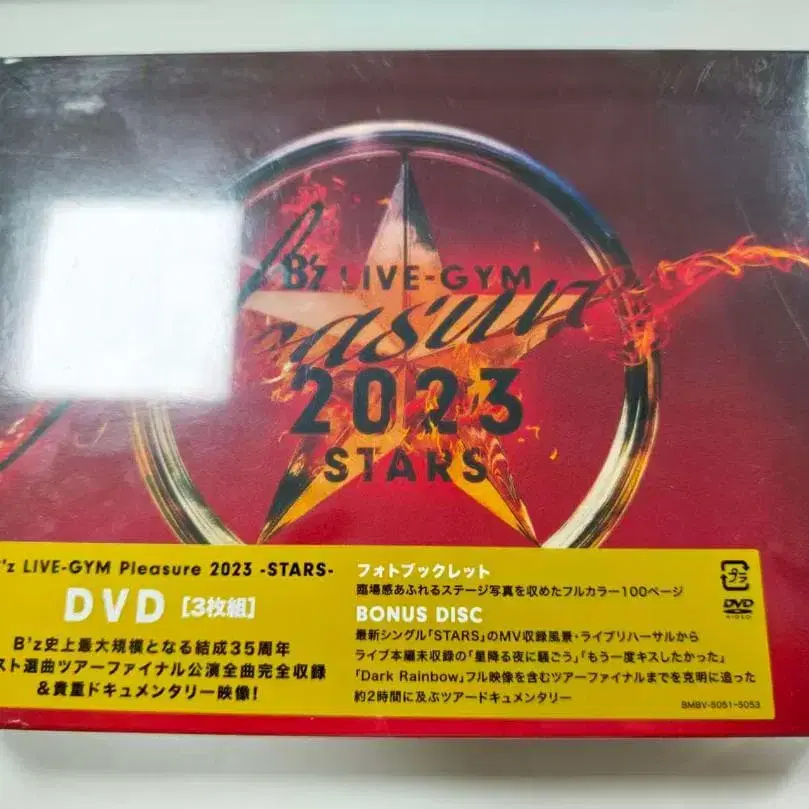 B'z LIVE-GYM
Pleasure
2023
STARS
B'z LIVE-GYM Pleasure 2023 -STARS-
DVD [3枚組]
B'z史上最大規模となる結成35周年
スト選曲ツアーファイナル公演全曲完全収録
&貴重ドキュメンタリー映像!
フォトブックレット
臨場感あふれるステージ写真を収めたフルカラー100ページ
BONUS DISC
最新シングル「STARS」のMV収録風景・ライブリハーサルから
ライブ本編未収録の「星降る夜に騒ごう」「もう一度キスしたかった」
「Dark Rainbow」フル映像を含むツアーファイナルまでを克明に追った
約2時間に及ぶツアードキュメンタリー
プラ
DVD
VIDEO
BMBV-5051~5053